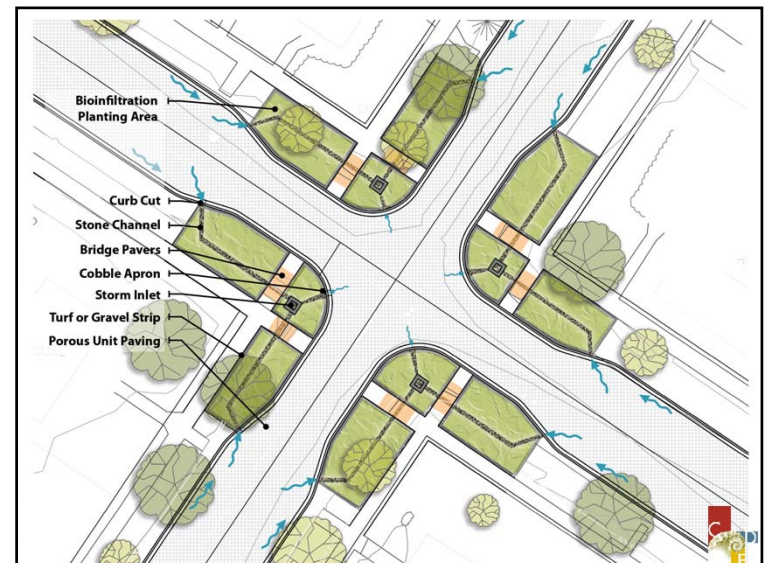 Bioinfiltration
Planting Area
Curb Cut
Stone Channel
Bridge Pavers
Cobble Apron
Storm Inlet
Turf or Gravel Strip
Porous Unit Paving